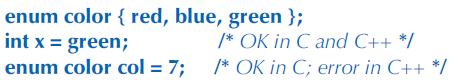 enum color { red, blue, green };
int x = green; /* OK in C and C++ */
enum color col = 7; /* OK in C; error in C++ */